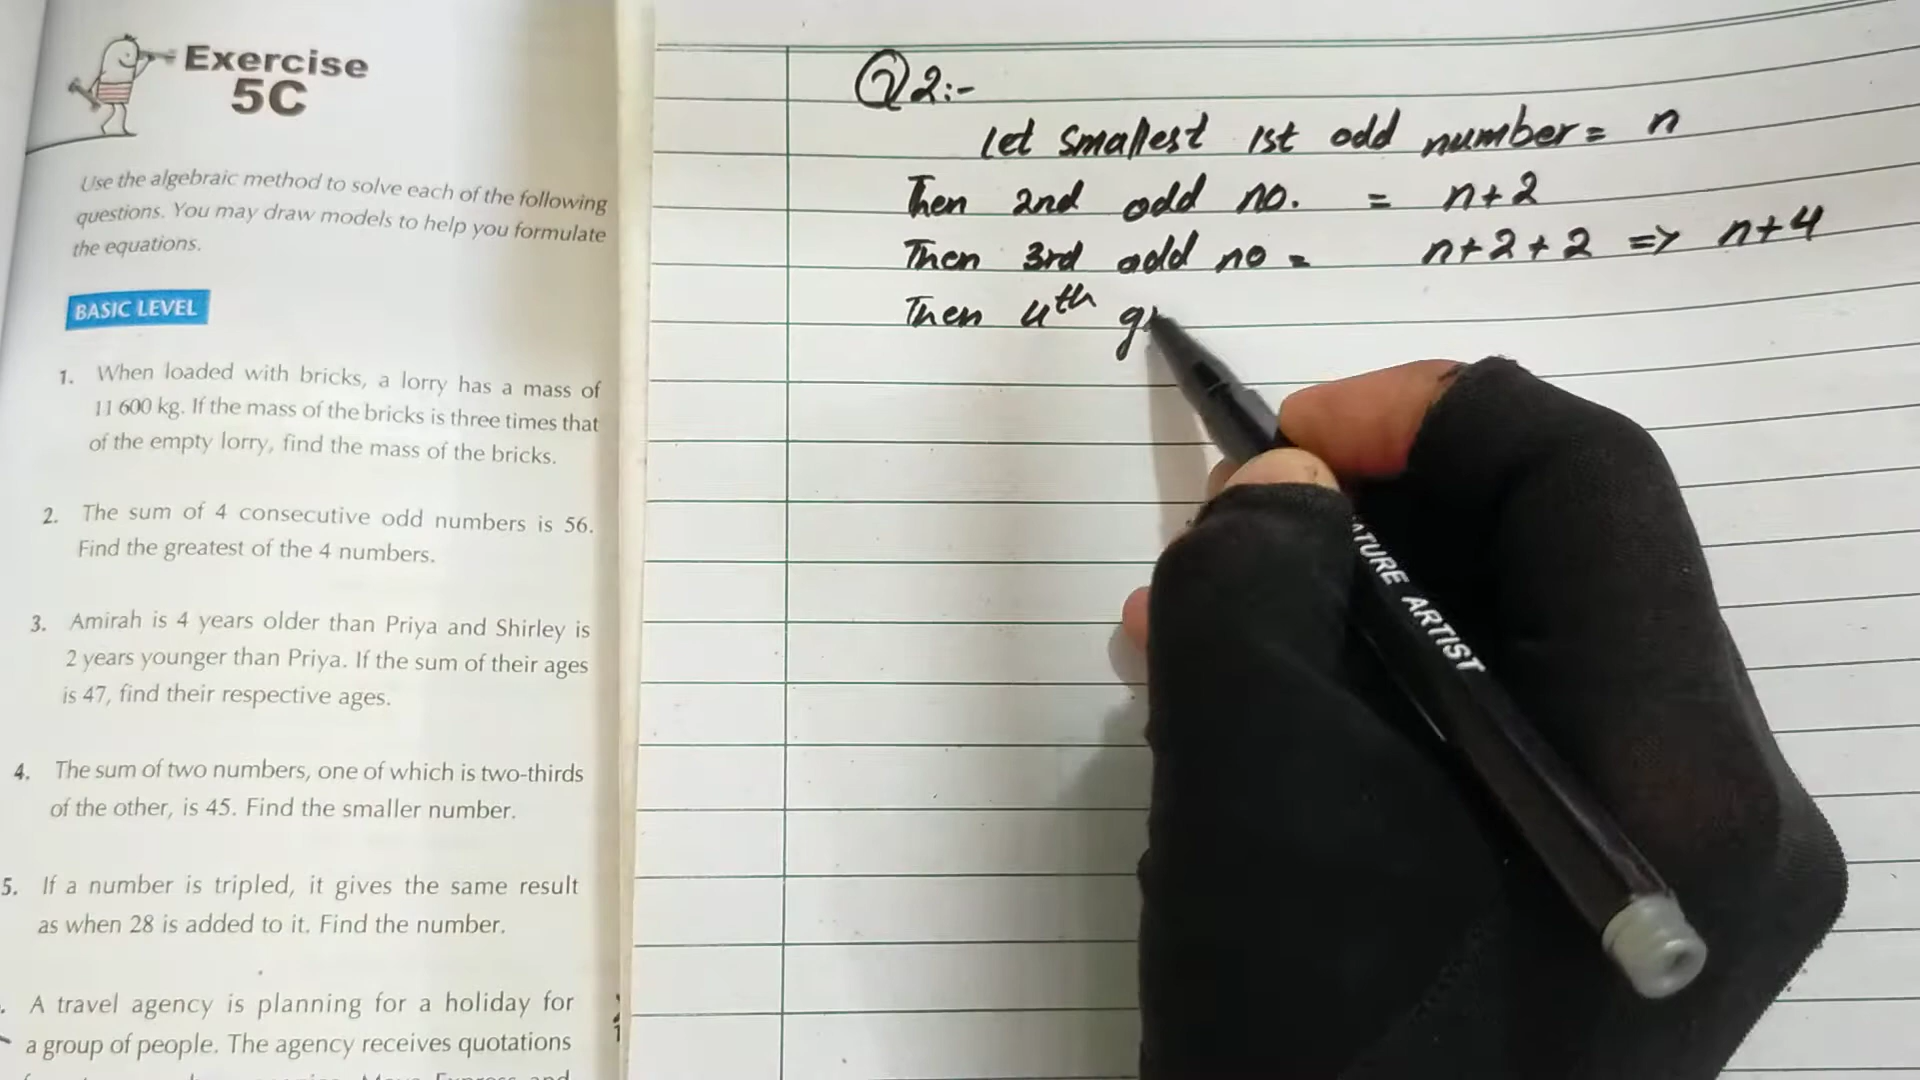 Exercise
5C
Use the algebraic method to solve each of the following
questions. You may draw models to help you formulate
the equations.
BASIC LEVEL
1. When loaded with bricks, a lorry has a mass of
11 600 kg. If the mass of the bricks is three times that
of the empty lorry, find the mass of the bricks.
2. The sum of 4 consecutive odd numbers is 56.
Find the greatest of the 4 numbers.
3. Amirah is 4 years older than Priya and Shirley is
2 years younger than Priya. If the sum of their ages
is 47, find their respective ages.
4. The sum of two numbers, one of which is two-thirds
of the other, is 45. Find the smaller number.
5. If a number is tripled, it gives the same result
as when 28 is added to it. Find the number.
A travel agency is planning for a holiday for
a group of people. The agency receives quotations
Q2:-
Let smallest 1st odd number = n
Then 2nd odd no. = n+2
Then 3rd odd no = n+2+2 => n+4
Then 4th
ATURE ARTIST